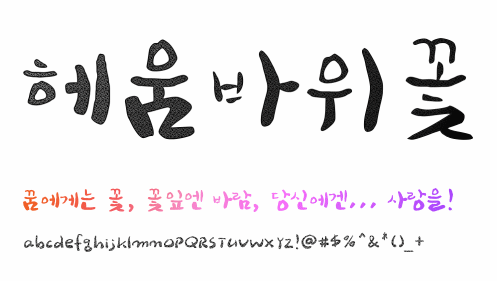 헤움 바위꽃
꿈에게는 꽃, 꽃잎엔 바람, 당신에겐... 사랑을!
abcdefghijklmnOPQRSTUVWXYZ!@#$%^&*()_+